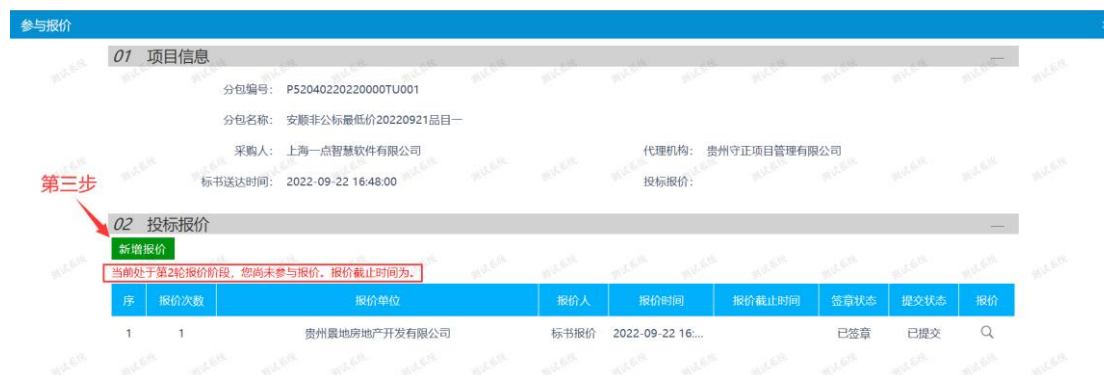 参与报价
01 项目信息
分包编号： P52040220220000TU001
分包名称： 安顺非公标最低价20220921品目一
采购人： 上海一点智慧软件有限公司 代理机构： 贵州守正项目管理有限公司
标书送达时间： 2022-09-22 16:48:00 投标报价：
第三步
02 投标报价
新增报价
当前处于第2轮报价阶段，您尚未参与报价。报价截止时间为。
序 报价次数 报价单位 报价人 报价时间 报价截止时间 签章状态 提交状态 报价
1 1 贵州景地房地产开发有限公司 标书报价 2022-09-22 16:... 已签章 已提交
测试系统